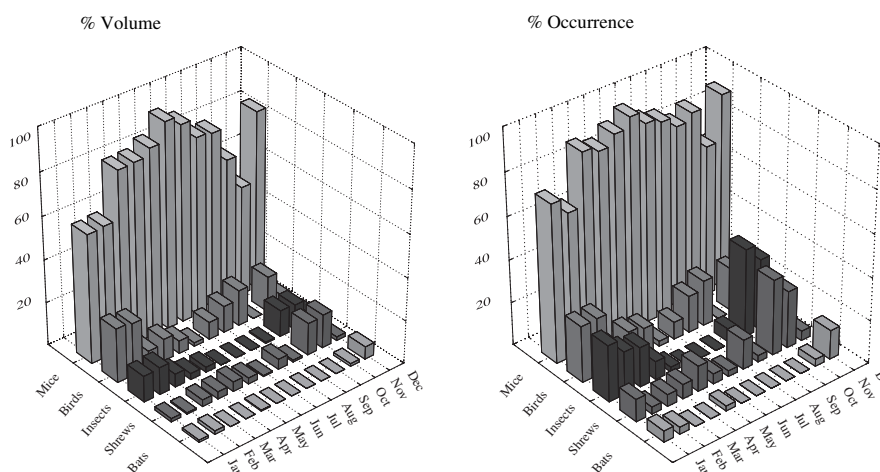 % Volume
100
80
60
40
20
Mice
Birds
Insects
Shrews
Bats
Feb
Mar
Apr
May
Jun
Jul
Aug
Sep
Oct
Nov
Dec
% Occurrence
100
80
60
40
20
Mice
Birds
Insects
Shrews
Bats
Feb
Mar
Apr
May
Jun
Jul
Aug
Sep
Oct
Nov